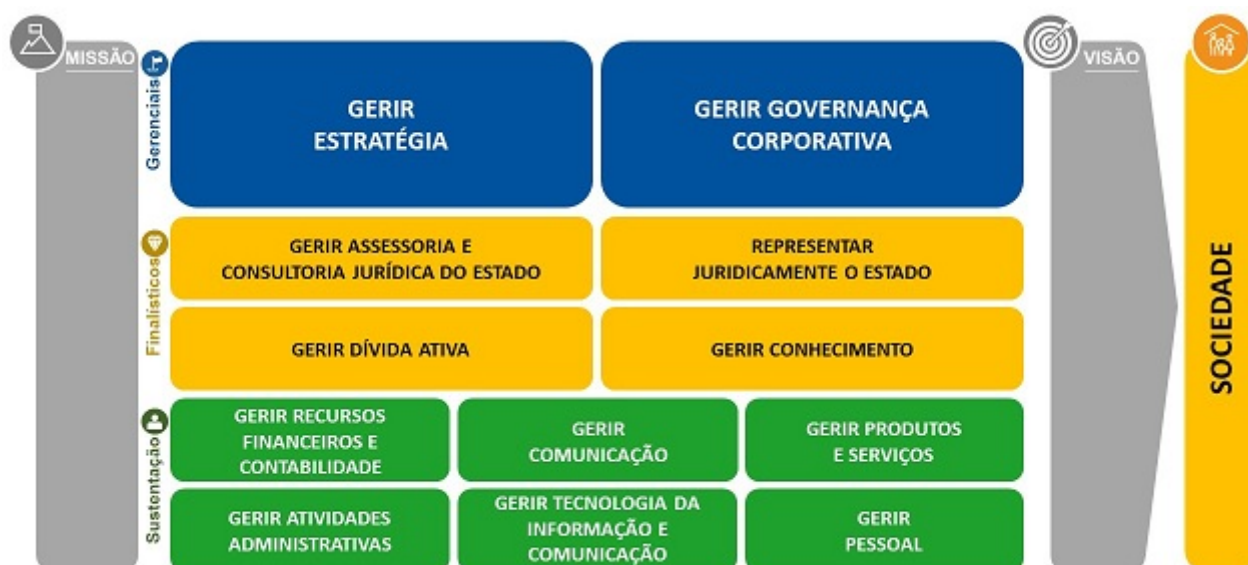 MISSÃO
Gerenciais
GERIR
ESTRATÉGIA
GERIR GOVERNANÇA
CORPORATIVA
Finalísticos
GERIR ASSESSORIA E
CONSULTORIA JURÍDICA DO ESTADO
REPRESENTAR
JURIDICAMENTE O ESTADO
GERIR DÍVIDA ATIVA
GERIR CONHECIMENTO
Sustentação
GERIR RECURSOS
FINANCEIROS E
CONTABILIDADE
GERIR
COMUNICAÇÃO
GERIR PRODUTOS
E SERVIÇOS
GERIR ATIVIDADES
ADMINISTRATIVAS
GERIR TECNOLOGIA DA
INFORMAÇÃO E
COMUNICAÇÃO
GERIR
PESSOAL
VISÃO
SOCIEDADE